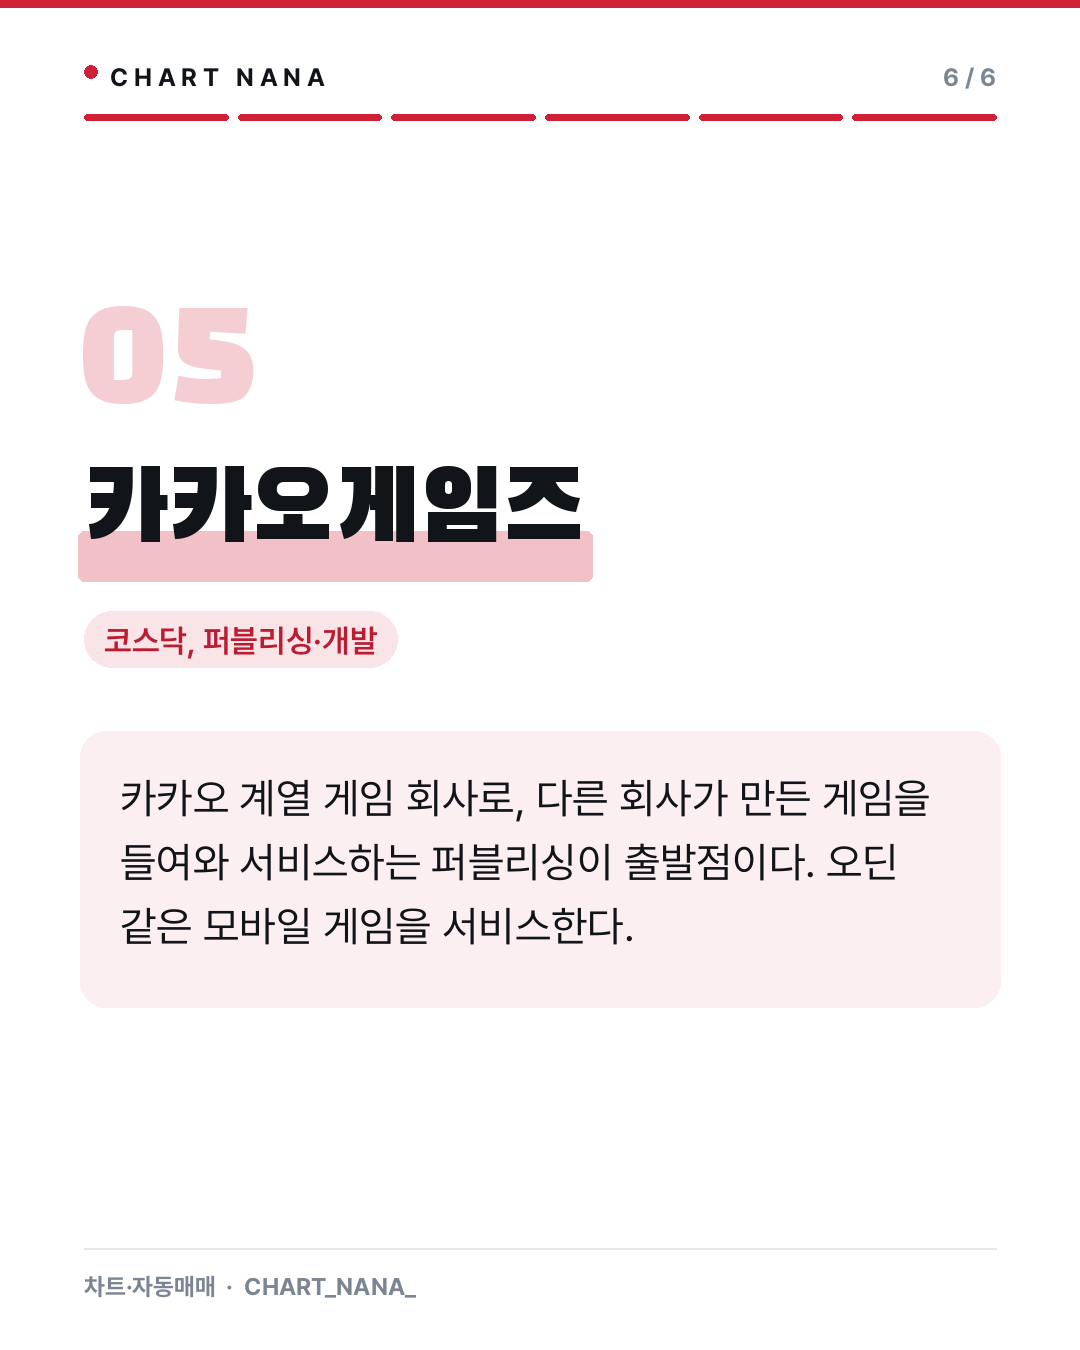 CHART NANA
6 / 6
05
카카오게임즈
코스닥, 퍼블리싱·개발
카카오 계열 게임 회사로, 다른 회사가 만든 게임을
들여와 서비스하는 퍼블리싱이 출발점이다. 오딘
같은 모바일 게임을 서비스한다.
차트·자동매매 · CHART_NANA_